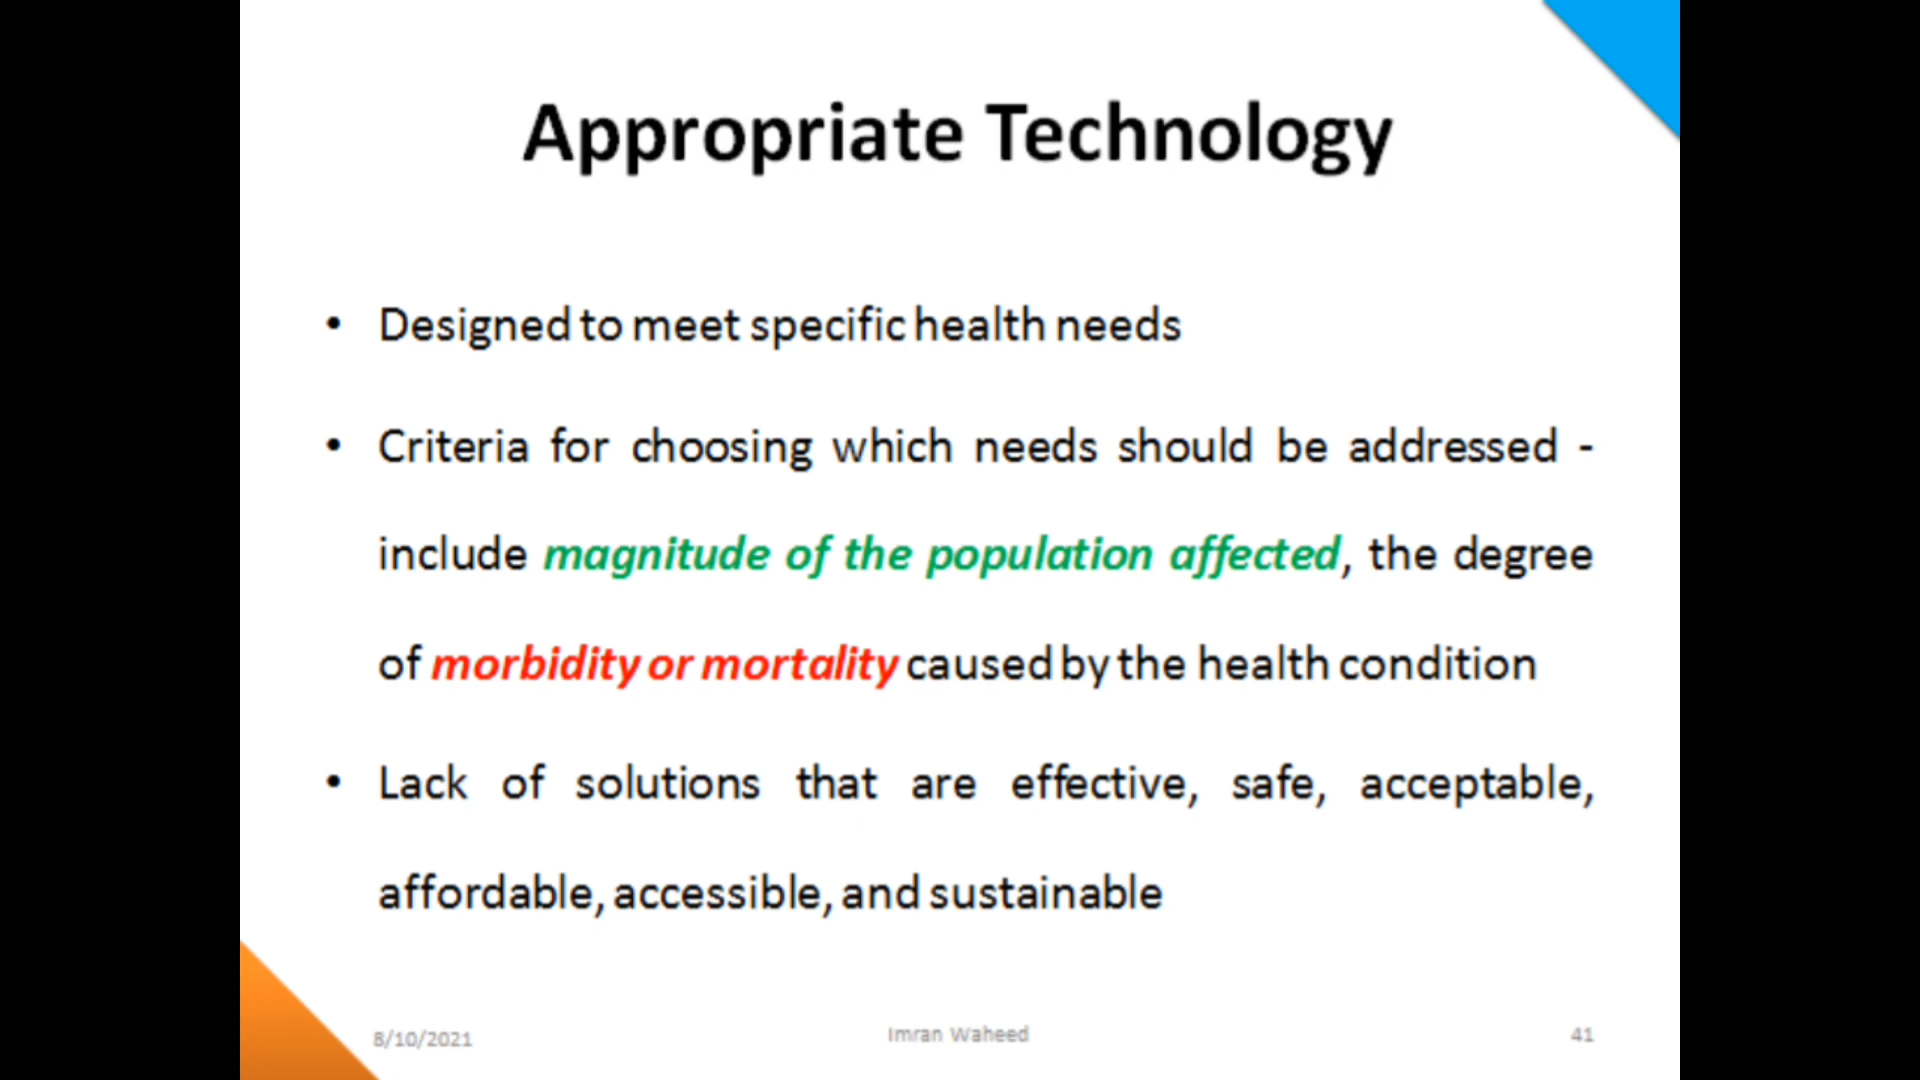 Appropriate Technology
• Designed to meet specific health needs
• Criteria for choosing which needs should be addressed -
include magnitude of the population affected, the degree
of morbidity or mortality caused by the health condition
• Lack of solutions that are effective, safe, acceptable,
affordable, accessible, and sustainable
8/10/2021
Imran Waheed
41